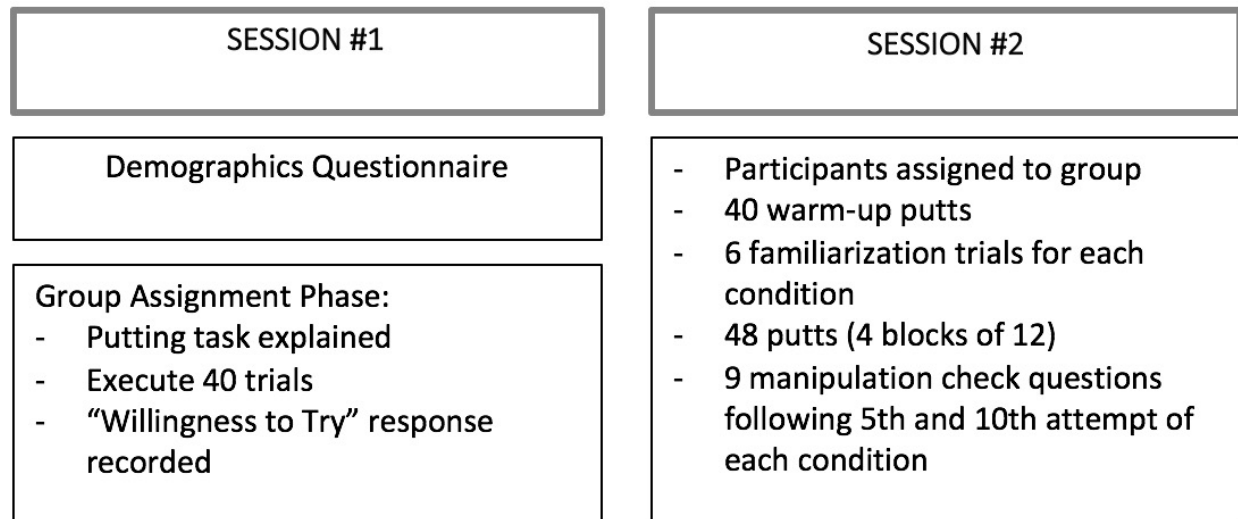 SESSION #1
Demographics Questionnaire
Group Assignment Phase:
- Putting task explained
- Execute 40 trials
- “Willingness to Try” response
recorded
SESSION #2
- Participants assigned to group
- 40 warm-up putts
- 6 familiarization trials for each
condition
- 48 putts (4 blocks of 12)
- 9 manipulation check questions
following 5th and 10th attempt of
each condition